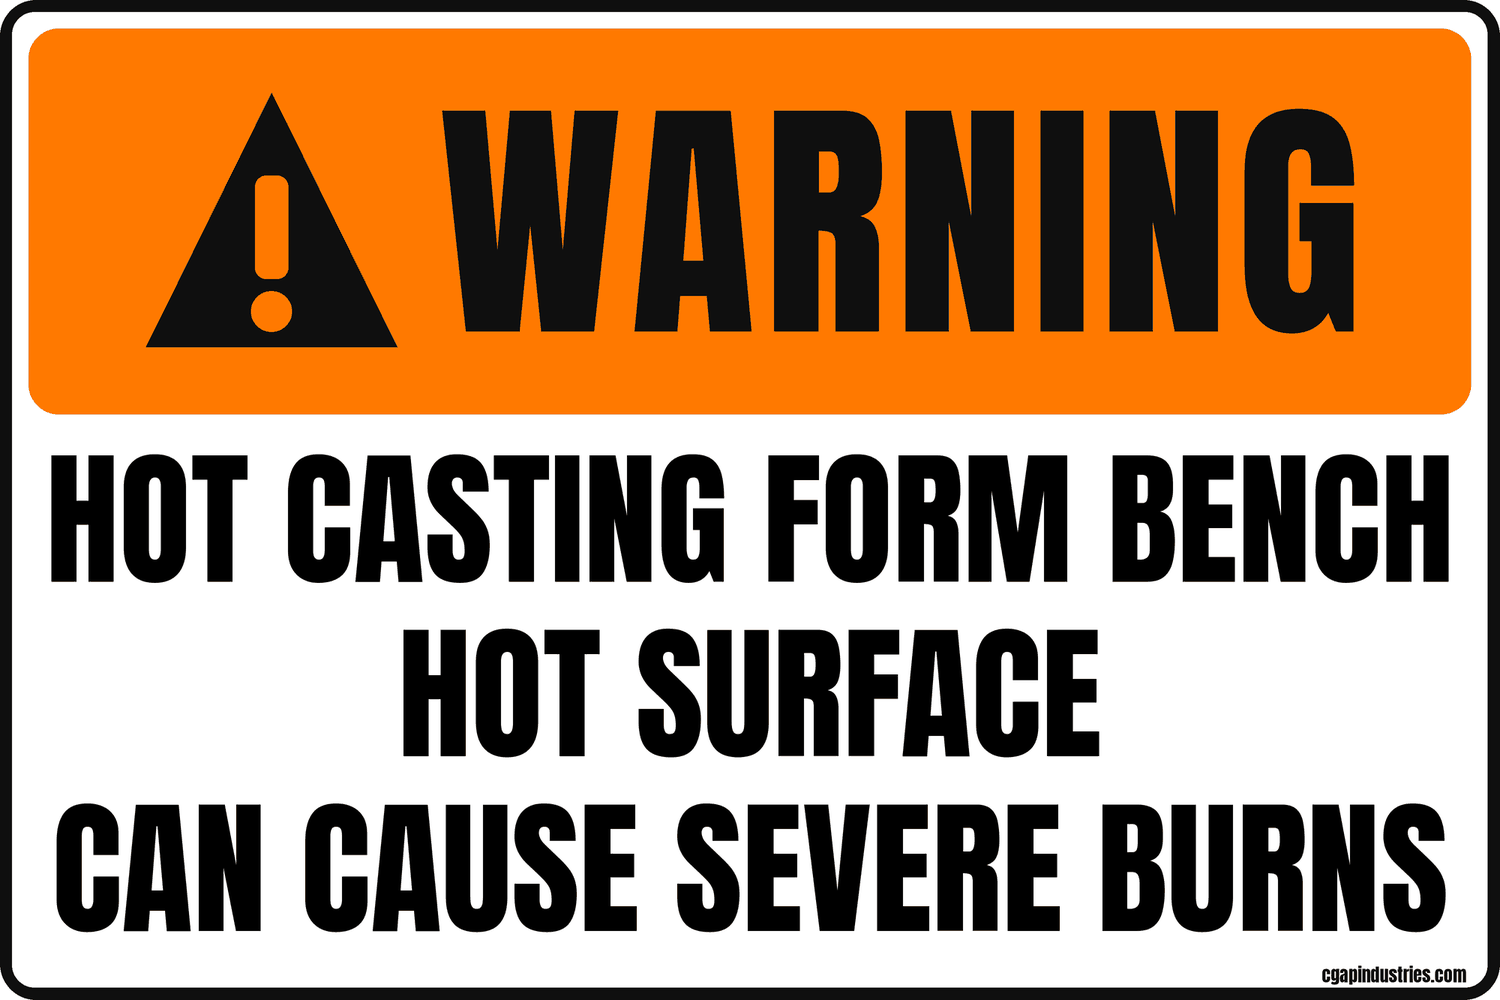 WARNING
HOT CASTING FORM BENCH
HOT SURFACE
CAN CAUSE SEVERE BURNS
cgapindustries.com